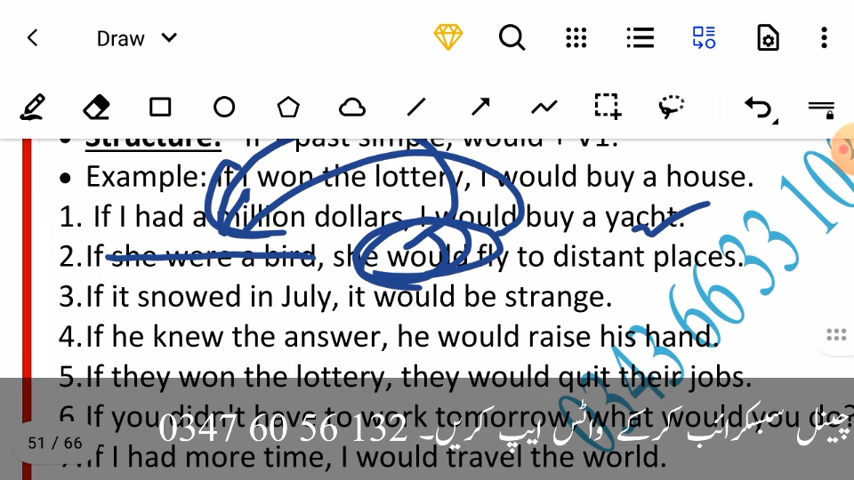 Draw
Structure: If + past simple, would + V1.
• Example: If I won the lottery, I would buy a house.
1. If I had a million dollars, I would buy a yacht.
2.If she were a bird, she would fly to distant places.
3.If it snowed in July, it would be strange.
4.If he knew the answer, he would raise his hand.
5.If they won the lottery, they would quit their jobs.
6.If you didn't have to work tomorrow, what would you do?
7.If I had more time, I would travel the world.
51 / 66
چینل سبسکرائب کرکے واٹس ایپ کریں۔ 0347 60 56 132
0343 6633 10